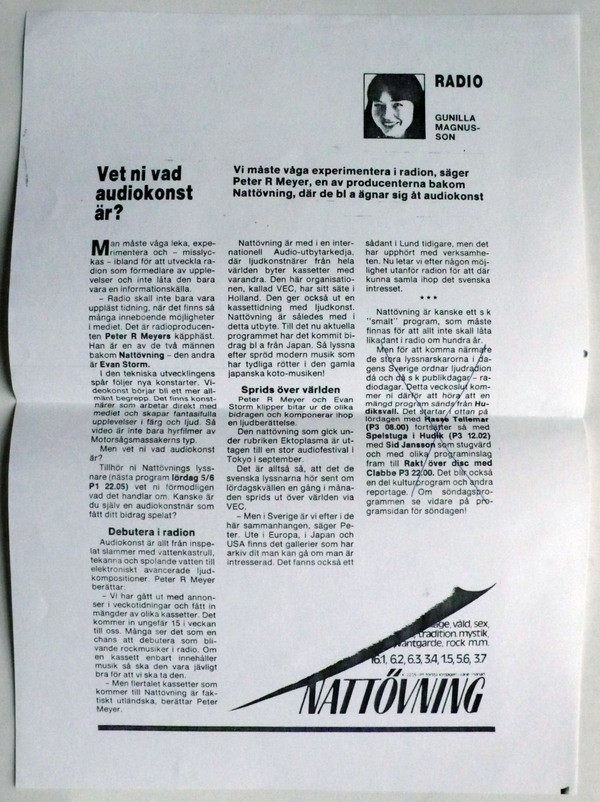 RADIO
GUNILLA
MAGNUS-
SON
Vet ni vad
audiokonst
är?
Vi måste våga experimentera i radion, säger
Peter R Meyer, en av producenterna bakom
Nattövning, där de bl a ägnar sig åt audiokonst
Man måste våga leka, expe-
rimentera och - misslyc-
kas - ibland för att utveckla ra-
dion som förmedlare av upple-
velser och inte låta den bara
vara en informationskälla.
– Radio skall inte bara vara
uppläst tidning, när det finns så
många inneboende möjligheter
i mediet. Det är radioproducen-
ten Peter R Meyers käpphäst.
Han är en av de två männen
bakom Nattövning – den andra
är Evan Storm.
I den tekniska utvecklingens
spår följer nya konstarter. Vi-
deokonst börjar bli ett mer all-
mänt begrepp. Det finns konst-
närer som arbetar direkt med
mediet och skapar fantasifulla
upplevelser i färg och ljud. Så
video är inte bara hyrfilmer av
Motorsågsmassakerns typ.
Men vet ni vad audiokonst
är?
Tillhör ni Nattövnings lyss-
nare (nästa program lördag 5/6
P1 22.05) vet ni förmodligen
vad det handlar om. Kanske är
du själv en audiokonstnär som
fått ditt bidrag spelat?
Debutera i radion
Audiokonst är allt från inspe-
lat slammer med vattenkastrull,
tekanna och spolande vatten till
elektroniskt avancerade ljud-
kompositioner. Peter R Meyer
berättar:
– Vi har gått ut med annon-
ser i veckotidningar och fått in
mängder av olika kassetter. Det
kommer in ungefär 15 i veckan
till oss. Många ser det som en
chans att debutera som bli-
vande rockmusiker i radio. Om
en kassett enbart innehåller
musik så ska den vara jävligt
bra för att vi ska ta den.
– Men flertalet kassetter som
kommer till Nattövning är fak-
tiskt utländska, berättar Peter
Meyer.
Nattövning är med i en inter-
nationell Audio-utbytarkedja,
där ljudkonstnärer från hela
världen byter kassetter med
varandra. Den här organisatio-
nen, kallad VEC, har sitt säte i
Holland. Den ger också ut en
kassettidning med ljudkonst.
Nattövning är således med i
detta utbyte. Till det nu aktuella
programmet har det kommit bi-
drag bl a från Japan. Så lyssna
efter spröd modern musik som
har tydliga rötter i den gamla
japanska koto-musiken!
Sprids över världen
Peter R Meyer och Evan
Storm klipper bitar ur de olika
bidragen och komponerar ihop
en ljudberättelse.
Den nattövning som gick un-
der rubriken Ektoplasma är ut-
tagen till en stor audiofestival i
Tokyo i september.
Det är alltså så, att det de
svenska lyssnarna hör sent om
lördagskvällen en gång i måna-
den sprids ut över världen via
VEC.
– Men i Sverige är vi efter i de
här sammanhangen, säger Pe-
ter. Ute i Europa, i Japan och
USA finns det gallerier som har
arkiv dit man kan gå om man är
intresserad. Det fanns också ett
sådant i Lund tidigare, men det
har upphört med verksamhe-
ten. Nu letar vi efter någon möj-
lighet utanför radion för att där
kunna samla ihop det svenska
intresset.
***
Nattövning är kanske ett s k
"smalt" program, som måste
finnas för att allt inte skall låta
likadant i radio om hundra år.
Men för att komma närmare
de stora lyssnarskarorna i da-
gens Sverige ordnar ljudradion
då och då s k publikdagar – ra-
diodagar. Detta veckoslut kom-
mer ni därför att höra att en
mängd program sänds från Hu-
diksvall. Det startar åttan på
lördagen med Hasse Tellemar
(P3 08.00) fortsätter så med
Spelstuga i Hudik (P3 12.02)
med Sid Jansson som stugvärd
och med olika programinslag
fram till Rakt över disc med
Clabbe P3 22.00. Det blir också
en del kulturprogram och andra
reportage. Om söndagspro-
grammen se vidare på pro-
gramsidan för söndagen!
våld, sex,
tradition, mystik,
avantgarde, rock m.m.
16.1, 6.2, 6.3, 3.4, 1.5, 5.6, 3.7
NATTÖVNING